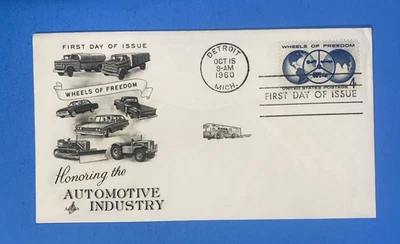 FIRST DAY OF ISSUE
WHEELS OF FREEDOM
Honoring the
AUTOMOTIVE
INDUSTRY
DETROIT
OCT 15
9-AM
1960
MICH.
WHEELS OF FREEDOM
UNITED STATES POSTAGE 4
FIRST DAY OF ISSUE